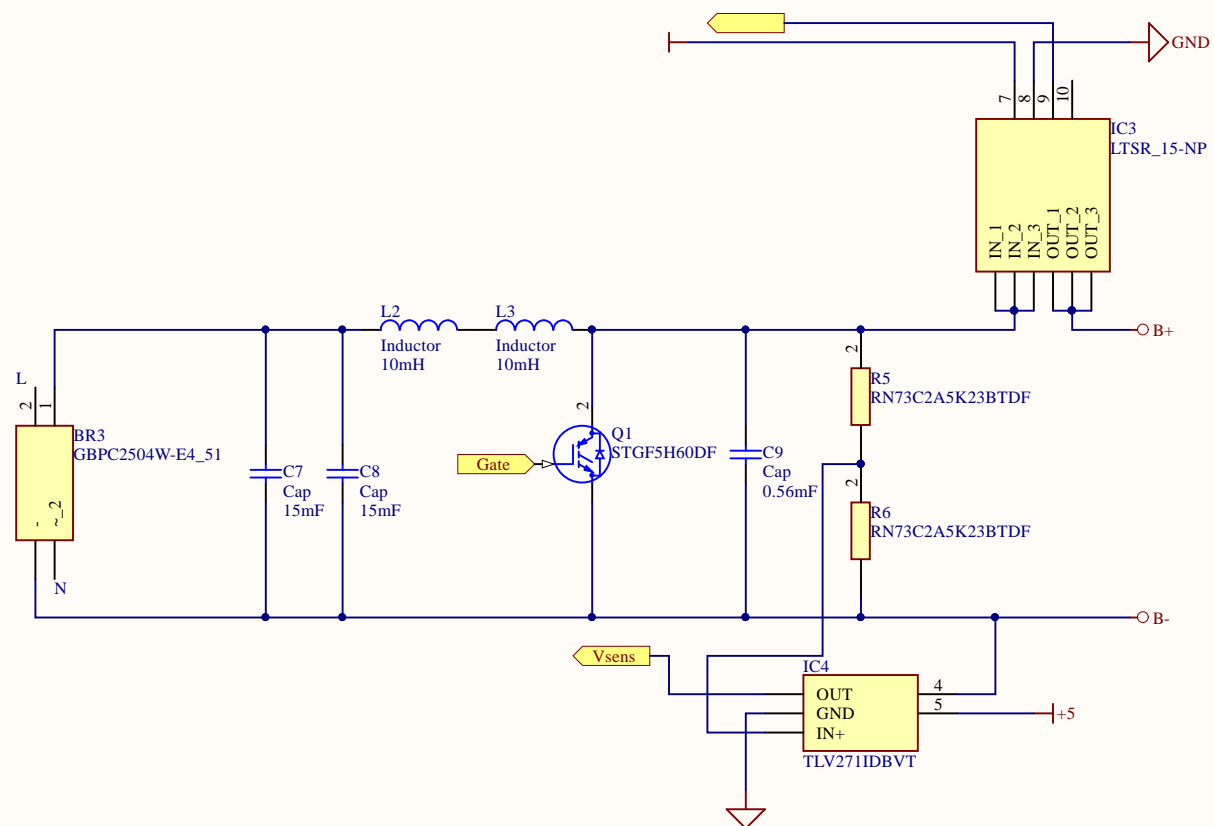 GND
7
8
9
10
IC3
LTSR_15-NP
IN_1
IN_2
IN_3
OUT_1
OUT_2
OUT_3
L2
Inductor
10mH
L3
Inductor
10mH
B+
L
2
1
BR3
GBPC2504W-E4_51
-
~_2
N
C7
Cap
15mF
C8
Cap
15mF
Gate
2
Q1
STGF5H60DF
C9
Cap
0.56mF
2
R5
RN73C2A5K23BTDF
2
R6
RN73C2A5K23BTDF
B-
Vsens
IC4
OUT
GND
IN+
4
5
+5
TLV271IDBVT